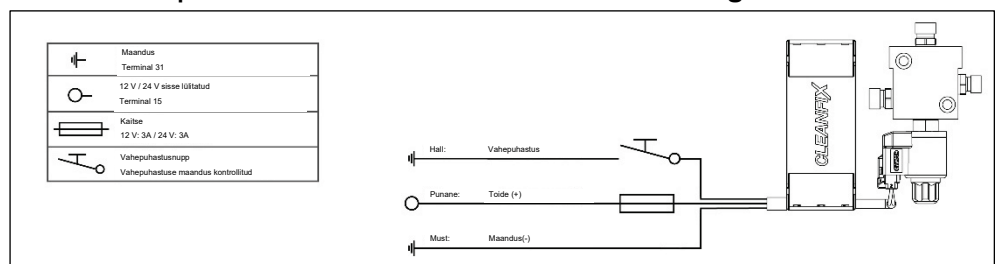 Maandus
Terminal 31
12 V / 24 V sisse lülitatud
Terminal 15
Kaitse
12 V: 3A / 24 V: 3A
Vahepuhastusnupp
Vahepuhastuse maandus kontrollitud
Hall: Vahepuhastus
Punane: Toide (+)
Must: Maandus(-)
CLEANFIX